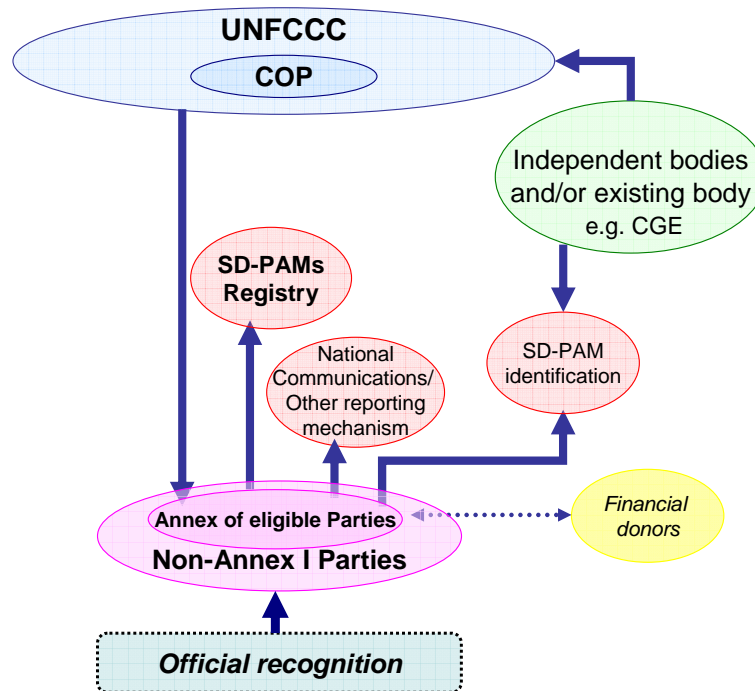 UNFCCC
COP
Independent bodies
and/or existing body
e.g. CGE
SD-PAMs
Registry
National
Communications/
Other reporting
mechanism
SD-PAM
identification
Annex of eligible Parties
Non-Annex I Parties
Financial
donors
Official recognition